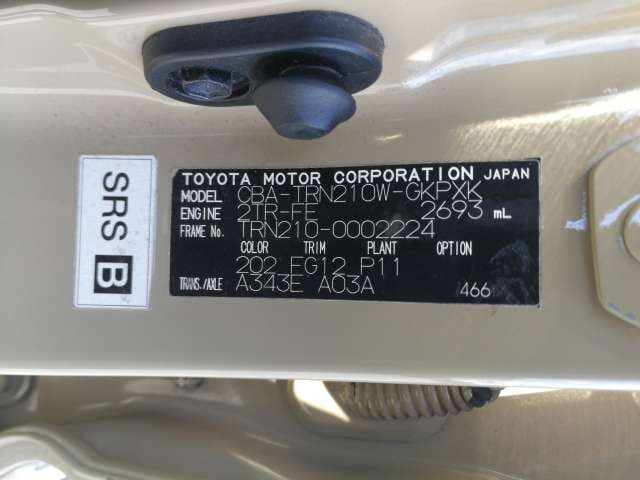 TOYOTA MOTOR CORPORATION JAPAN
MODEL CBA-TRN210W-GKPXK
ENGINE 2TR-FE 2693 mL
FRAME No. TRN210-0002224
COLOR TRIM PLANT OPTION
202 FG12 P11
TRANS./AXLE A343E A03A 466
SRS B